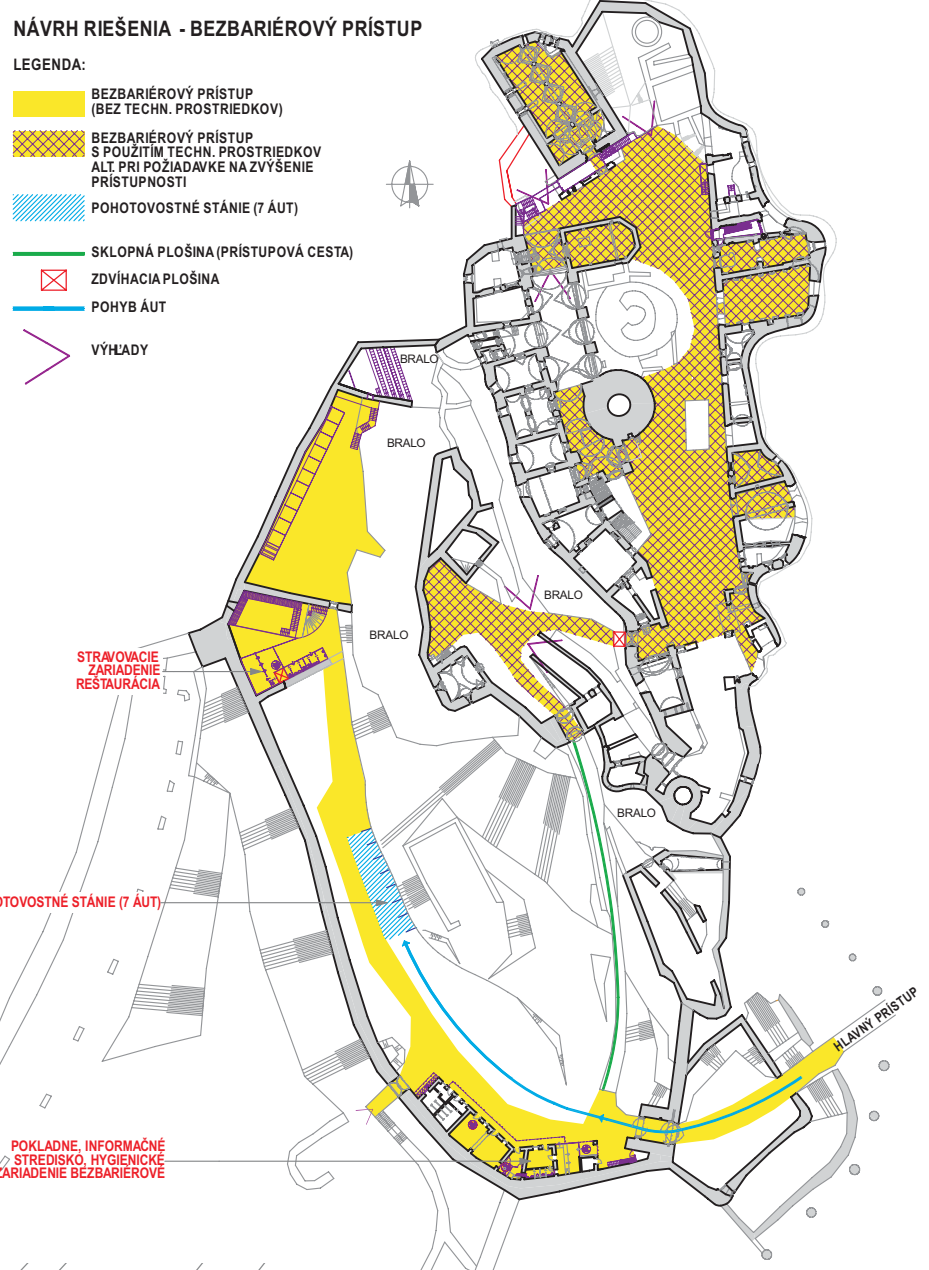 NÁVRH RIEŠENIA - BEZBARIÉROVÝ PRÍSTUP
LEGENDA:
BEZBARIÉROVÝ PRÍSTUP
(BEZ TECHN. PROSTRIEDKOV)
BEZBARIÉROVÝ PRÍSTUP
S POUŽITÍM TECHN. PROSTRIEDKOV
ALT. PRI POŽIADAVKE NA ZVÝŠENIE
PRÍSTUPNOSTI
POHOTOVOSTNÉ STÁNIE (7 ÁUT)
SKLOPNÁ PLOŠINA (PRÍSTUPOVÁ CESTA)
ZDVÍHACIA PLOŠINA
POHYB ÁUT
VÝHĽADY
BRALO
BRALO
BRALO
BRALO
STRAVOVACIE
ZARIADENIE
REŠTAURÁCIA
BRALO
OTOVOSTNÉ STÁNIE (7 ÁUT)
HLAVNÝ PRÍSTUP
POKLADNE, INFORMAČNÉ
STREDISKO, HYGIENICKÉ
ZARIADENIE BEZBARIÉROVÉ